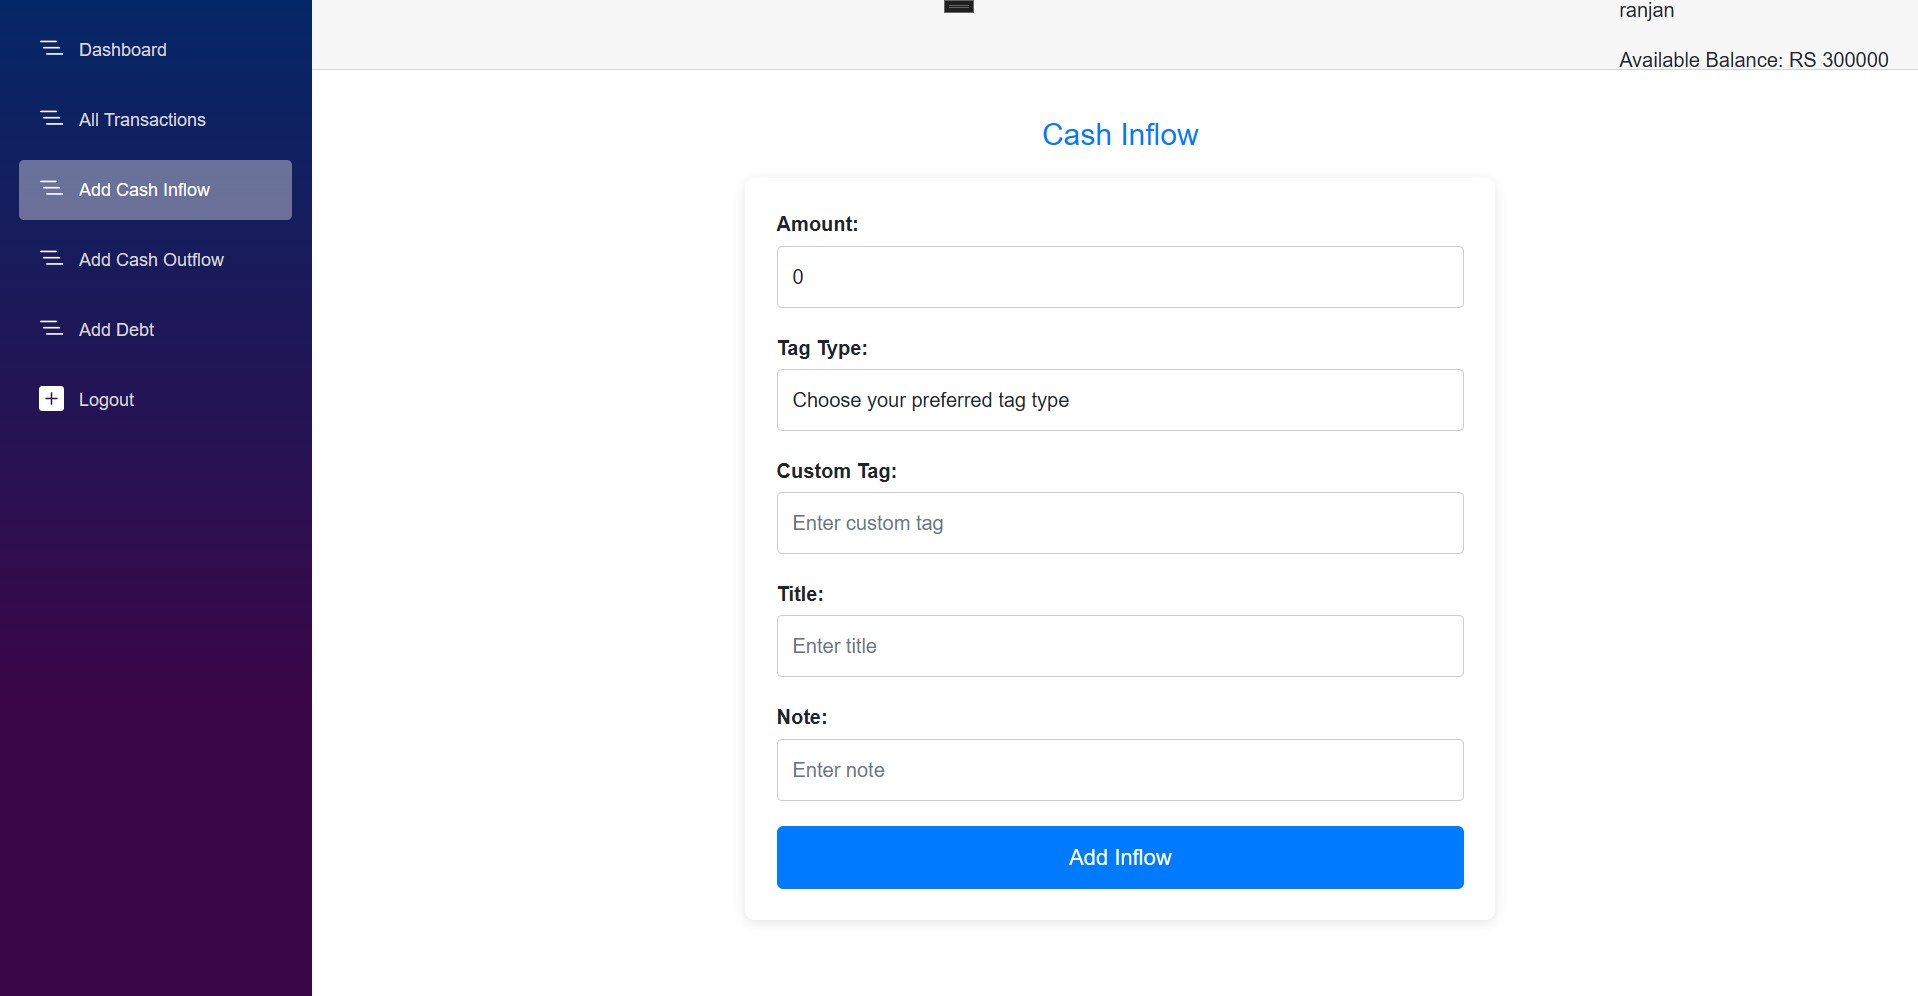 Dashboard
All Transactions
Add Cash Inflow
Add Cash Outflow
Add Debt
Logout
ranjan
Available Balance: RS 300000
Cash Inflow
Amount:
0
Tag Type:
Choose your preferred tag type
Custom Tag:
Enter custom tag
Title:
Enter title
Note:
Enter note
Add Inflow